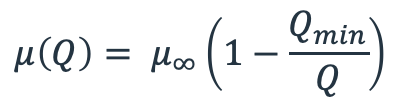 μ(Q) = μ∞ (1 − Qmin/Q)